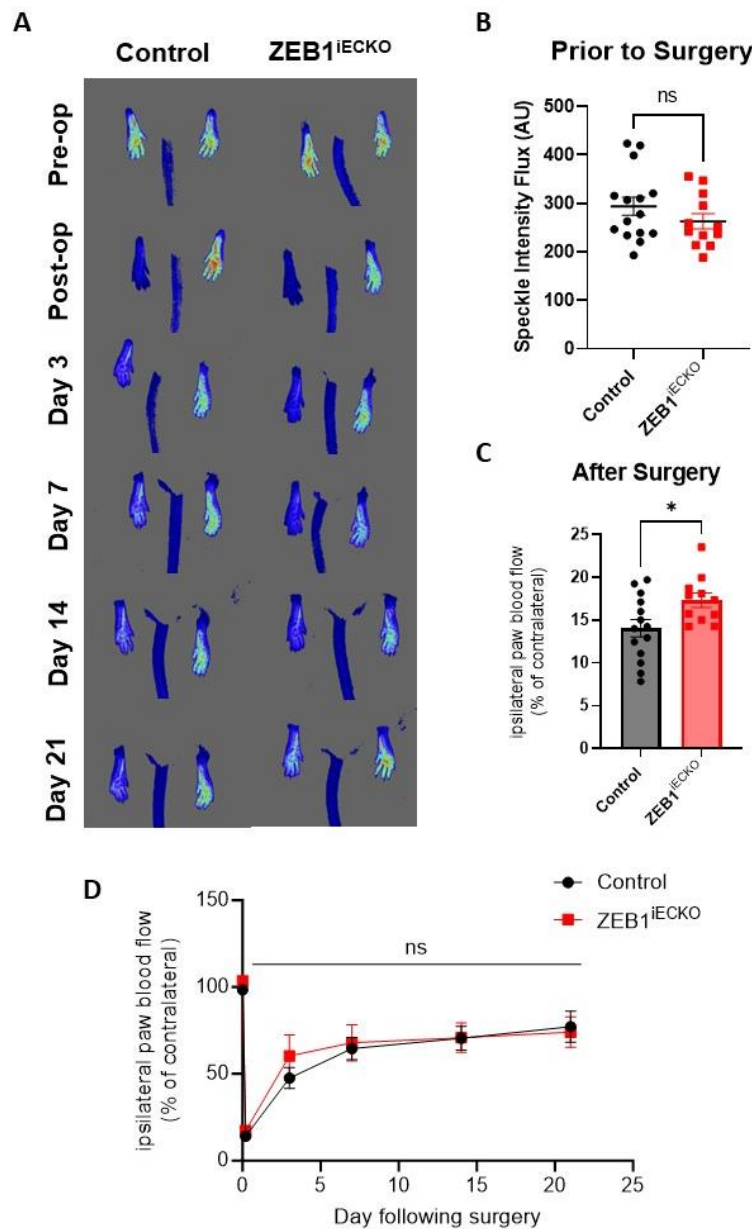 A
Control
ZEB1iECKO
Pre-op
Post-op
Day 3
Day 7
Day 14
Day 21
B
Prior to Surgery
ns
Speckle Intensity Flux (AU)
500
400
300
200
100
0
Control
ZEB1iECKO
C
After Surgery
*
ipsilateral paw blood flow
(% of contralateral)
25
20
15
10
5
0
Control
ZEB1iECKO
D
Control
ZEB1iECKO
ns
ipsilateral paw blood flow
(% of contralateral)
150
100
50
0
0 5 10 15 20 25
Day following surgery